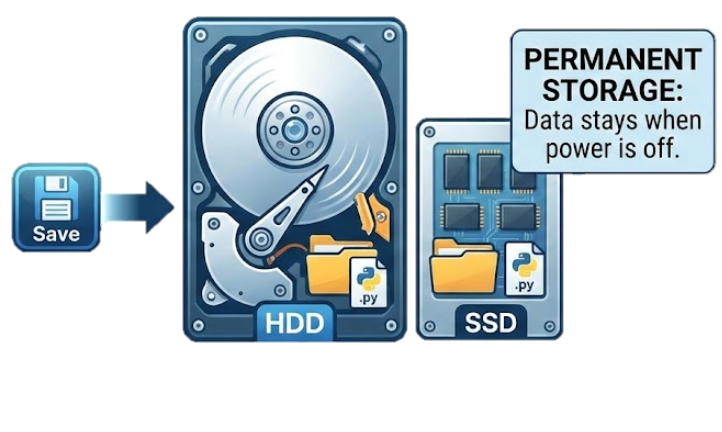 Save
.py
HDD
.py
SSD
PERMANENT
STORAGE:
Data stays when
power is off.